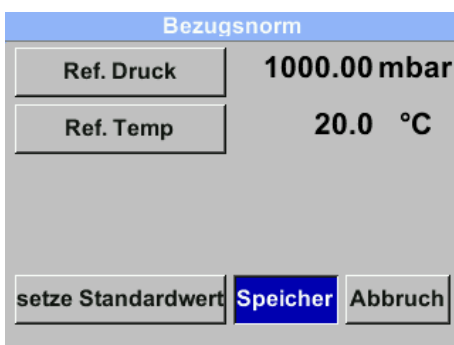 Bezugsnorm
Ref. Druck 1000.00 mbar
Ref. Temp 20.0 °C
setze Standardwert Speicher Abbruch